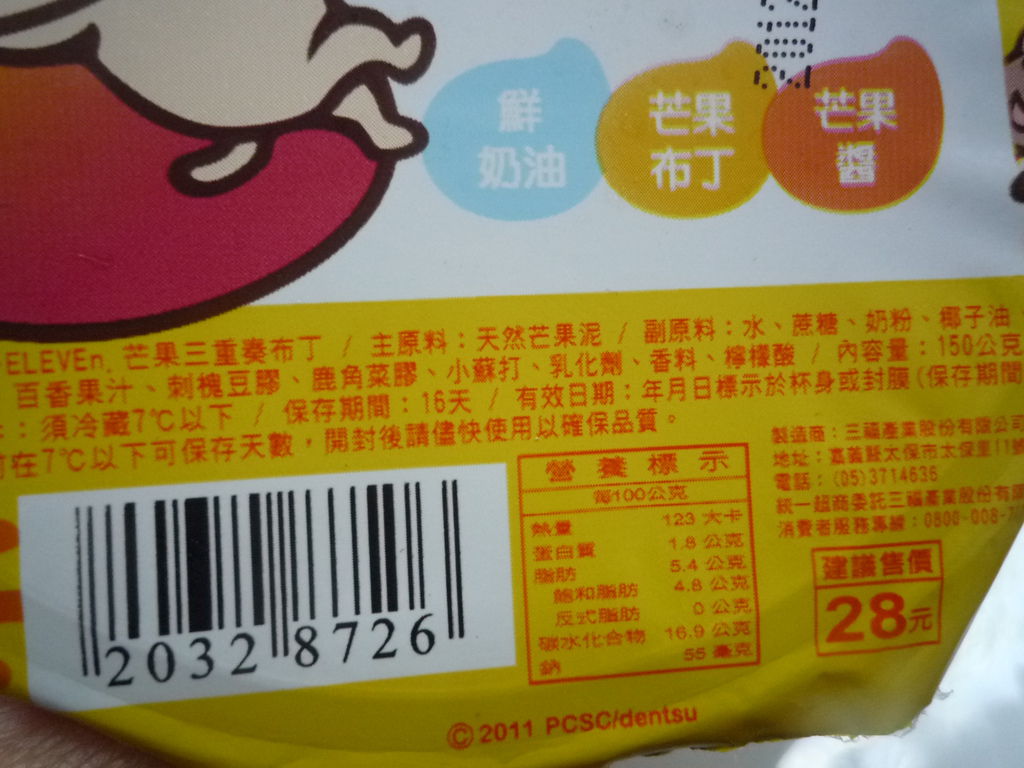 鮮
奶油
芒果
布丁
芒果
醬
-ELEVEn. 芒果三重奏布丁 / 主原料：天然芒果泥 / 副原料：水、蔗糖、奶粉、椰子油
百香果汁、刺槐豆膠、鹿角菜膠、小蘇打、乳化劑、香料、檸檬酸 / 內容量：150公克
：須冷藏7℃以下 / 保存期間：16天 / 有效日期：年月日標示於杯身或封膜(保存期間
在7℃以下可保存天數，開封後請儘快使用以確保品質。
製造商：三福產業股份有限公司
地址：嘉義縣太保市太保里11
電話：(05)3714636
統一超商委託三福產業股份有限
消費者服務專線：0800-008-7
營養標示
每100公克
熱量 123 大卡
蛋白質 1.8 公克
脂肪 5.4 公克
飽和脂肪 4.8 公克
反式脂肪 0 公克
碳水化合物 16.9 公克
鈉 55 毫克
建議售價
28元
2032 8726
© 2011 PCSC/dentsu